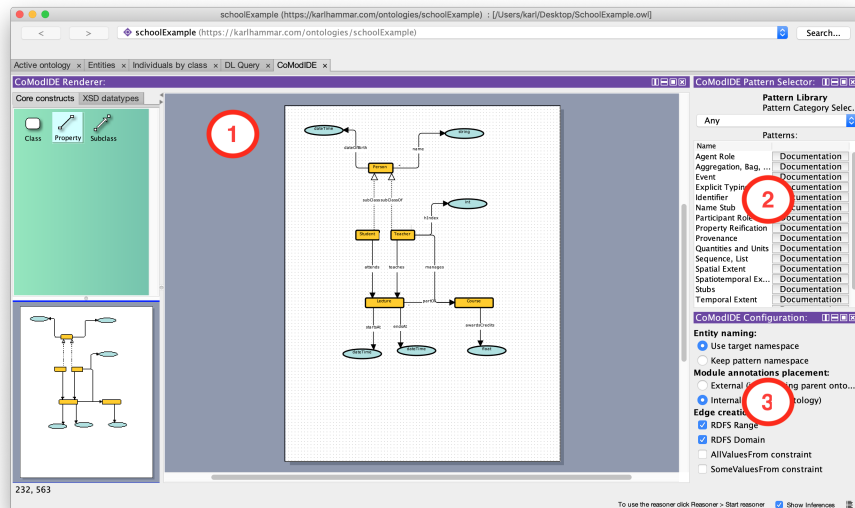 schoolExample (https://karlhammar.com/ontologies/schoolExample) : [/Users/karl/Desktop/SchoolExample.owl]
< > schoolExample (https://karlhammar.com/ontologies/schoolExample) Search...
Active ontology × Entities × Individuals by class × DL Query × CoModIDE ×
CoModIDE Renderer:
Core constructs XSD datatypes
Class Property Subclass
1
dateTime
string
dateOfBirth
name
Person
subClassOf
int
hIndex
Student Teacher
attends teaches manages
Lecture Course
startsAt endsAt awardsCredits
dateTime dateTime float
232, 563
CoModIDE Pattern Selector:
Pattern Library
Pattern Category Selec...
Any
Patterns:
Name
Agent Role Documentation
Aggregation, Bag, ... Documentation
Event Documentation
Explicit Typing Documentation
Identifier Documentation
Name Stub Documentation
Participant Role Documentation
Property Reification Documentation
Provenance Documentation
Quantities and Units Documentation
Sequence, List Documentation
Spatial Extent Documentation
Spatiotemporal Ex... Documentation
Stubs Documentation
Temporal Extent Documentation
2
CoModIDE Configuration:
Entity naming:
Use target namespace
Keep pattern namespace
Module annotations placement:
External parent onto...
Internal
3
RDFS Range
RDFS Domain
AllValuesFrom constraint
SomeValuesFrom constraint
To use the reasoner click Reasoner > Start reasoner Show Inferences